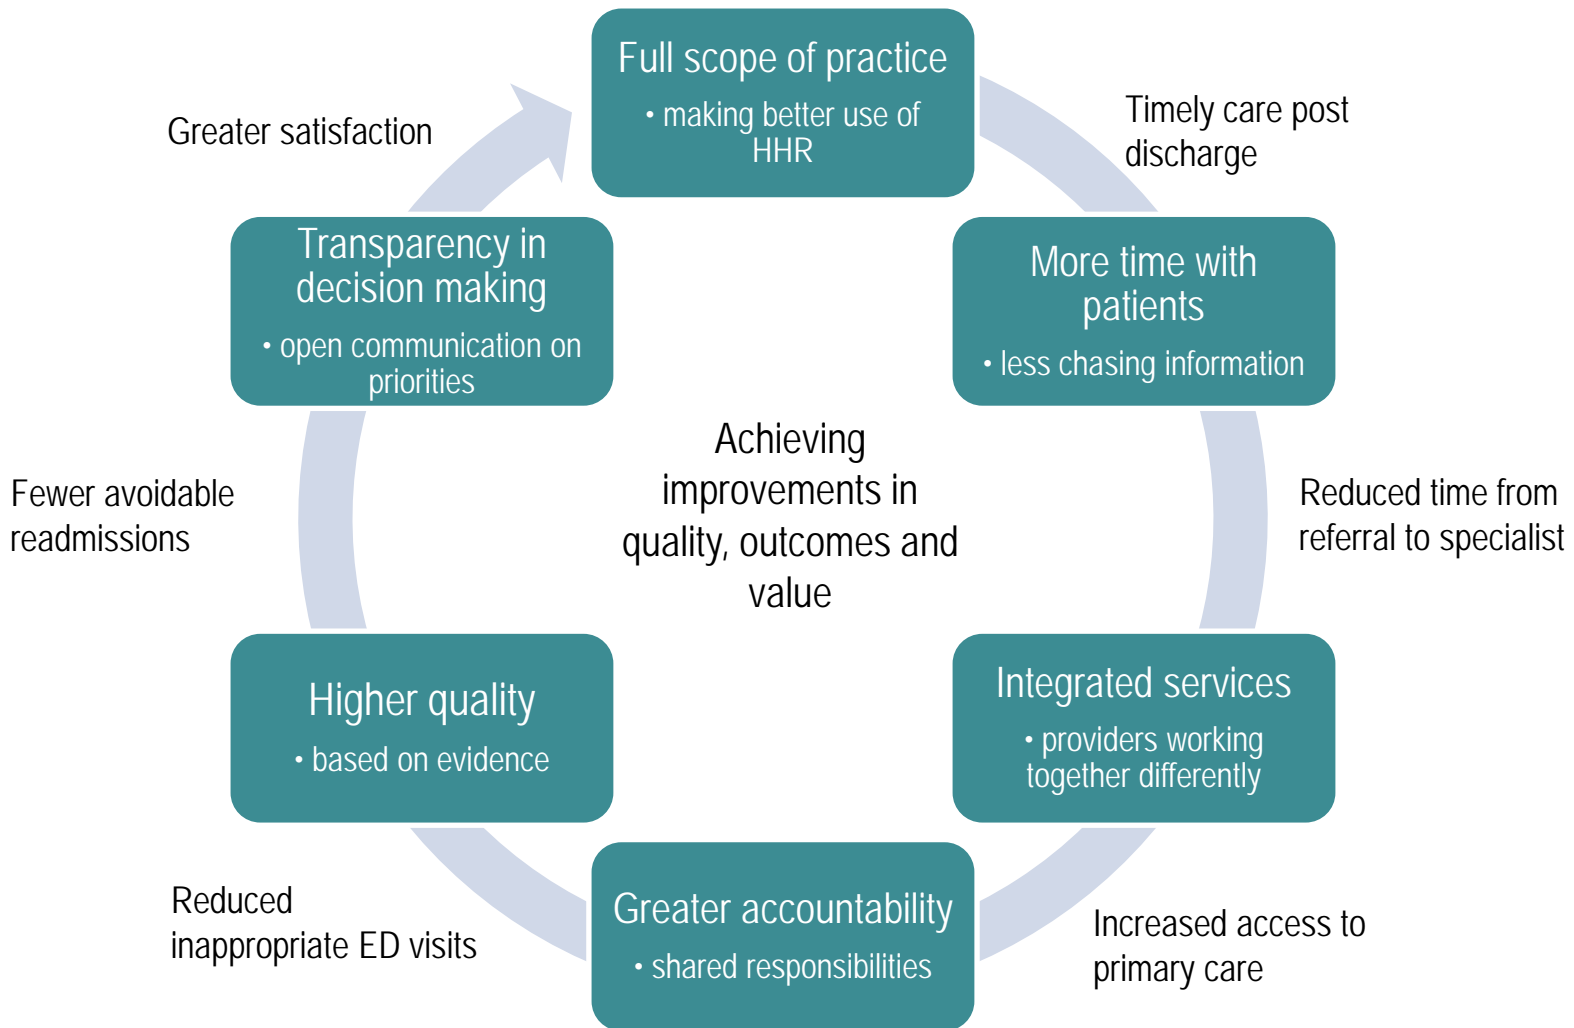 Full scope of practice
• making better use of
HHR
Timely care post
discharge
More time with
patients
• less chasing information
Reduced time from
referral to specialist
Integrated services
• providers working
together differently
Increased access to
primary care
Greater accountability
• shared responsibilities
Reduced
inappropriate ED visits
Higher quality
• based on evidence
Fewer avoidable
readmissions
Transparency in
decision making
• open communication on
priorities
Greater satisfaction
Achieving
improvements in
quality, outcomes and
value